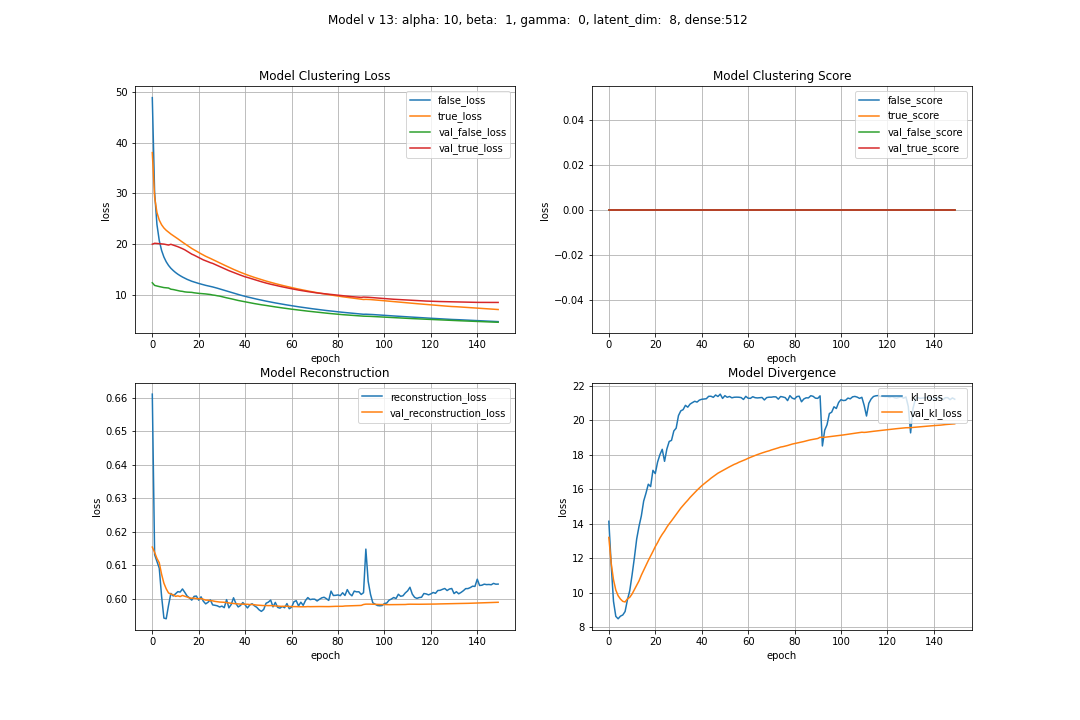 Model v 13: alpha: 10, beta:  1, gamma:  0, latent_dim:  8, dense:512
Model Clustering Loss
50
40
30
20
10
loss
false_loss
true_loss
val_false_loss
val_true_loss
0 20 40 60 80 100 120 140
epoch
Model Clustering Score
0.04
0.02
0.00
−0.02
−0.04
loss
false_score
true_score
val_false_score
val_true_score
0 20 40 60 80 100 120 140
epoch
Model Reconstruction
0.66
0.65
0.64
0.63
0.62
0.61
0.60
loss
reconstruction_loss
val_reconstruction_loss
0 20 40 60 80 100 120 140
epoch
Model Divergence
22
20
18
16
14
12
10
8
loss
kl_loss
val_kl_loss
0 20 40 60 80 100 120 140
epoch